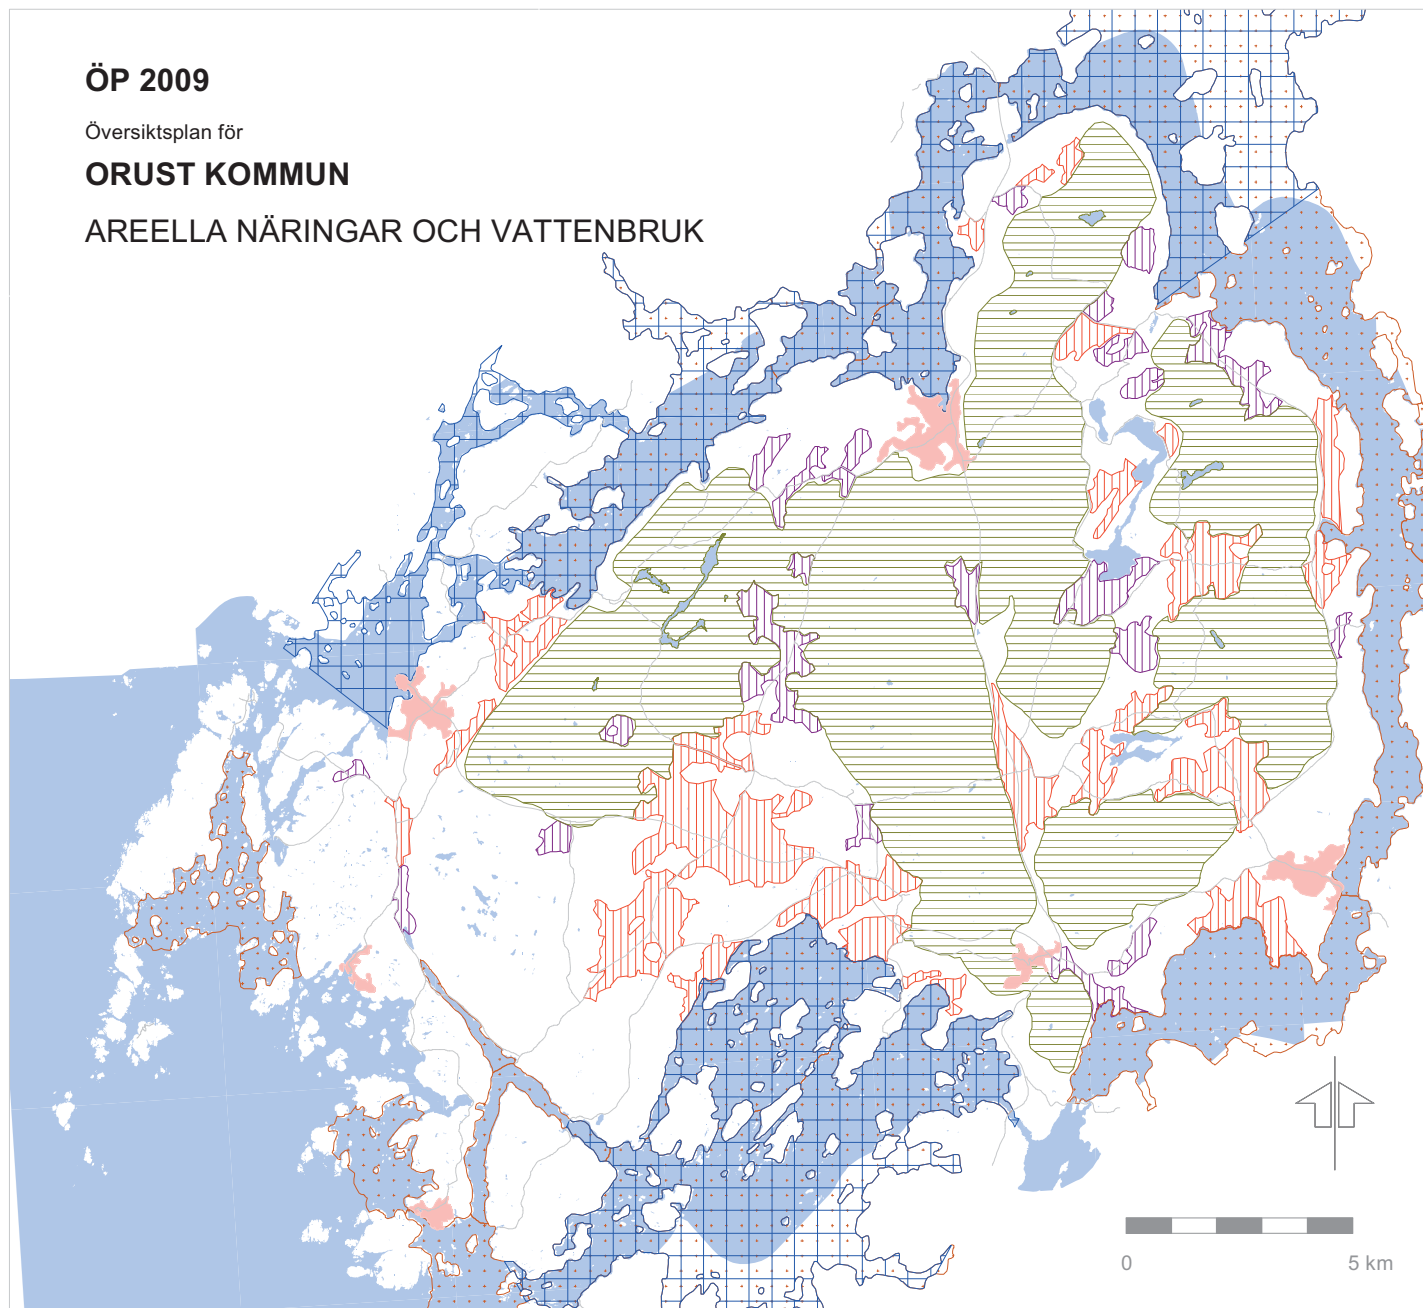 ÖP 2009
Översiktsplan för
ORUST KOMMUN
AREELLA NÄRINGAR OCH VATTENBRUK
0 5 km